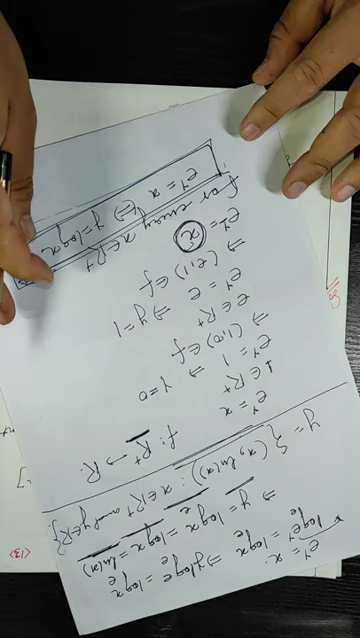 e^y = x.
log_e e^y = log_e x ⇒ y log_e e = log_e x
⇒ y = log_e x = log x = ln(x)
y = {(x, ln(x)) : x ∈ R⁺ and y ∈ R}
f: R⁺ → R.
e^y = x
1 ∈ R⁺
e^y = 1 ⇒ y = 0
⇒ (1,0) ∈ f
e ∈ R⁺
e^y = e ⇒ y = 1
⇒ (e,1) ∈ f
e^y = x
for every x ∈ R⁺
e^y = x ⇔ y = log x
(13)